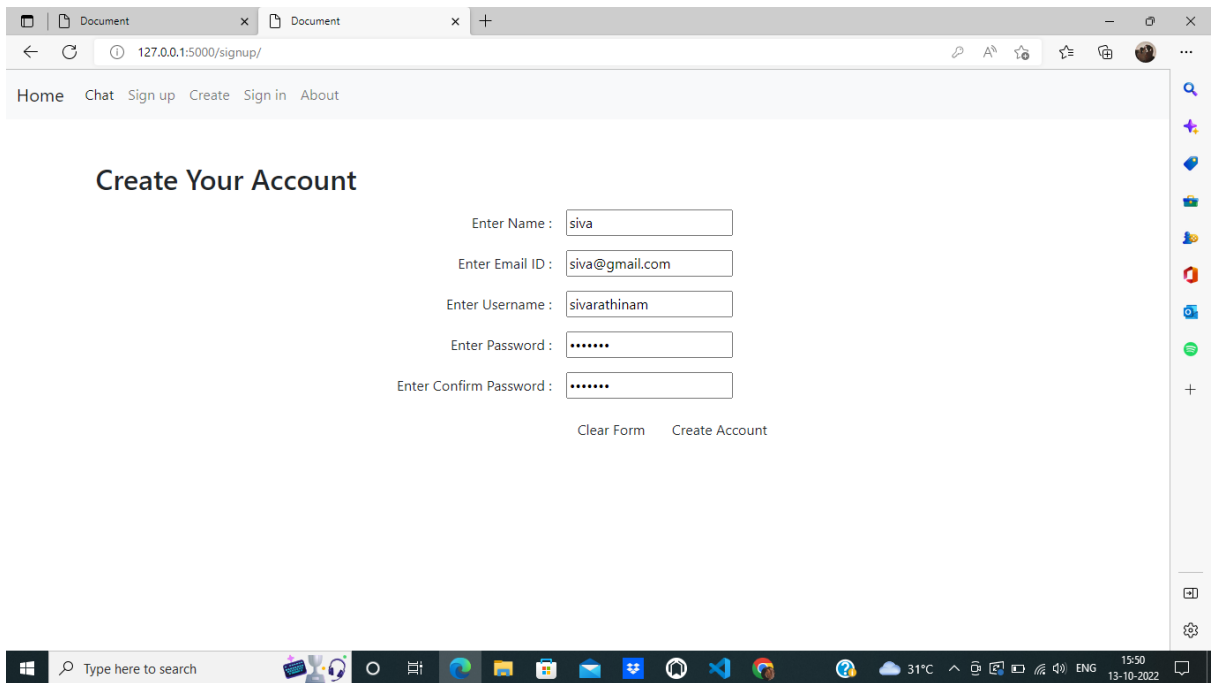 Document
Document
127.0.0.1:5000/signup/
Home Chat Sign up Create Sign in About
Create Your Account
Enter Name : siva
Enter Email ID : siva@gmail.com
Enter Username : sivarathinam
Enter Password : •••••••
Enter Confirm Password : •••••••
Clear Form Create Account
Type here to search
31°C
ENG
15:50
13-10-2022